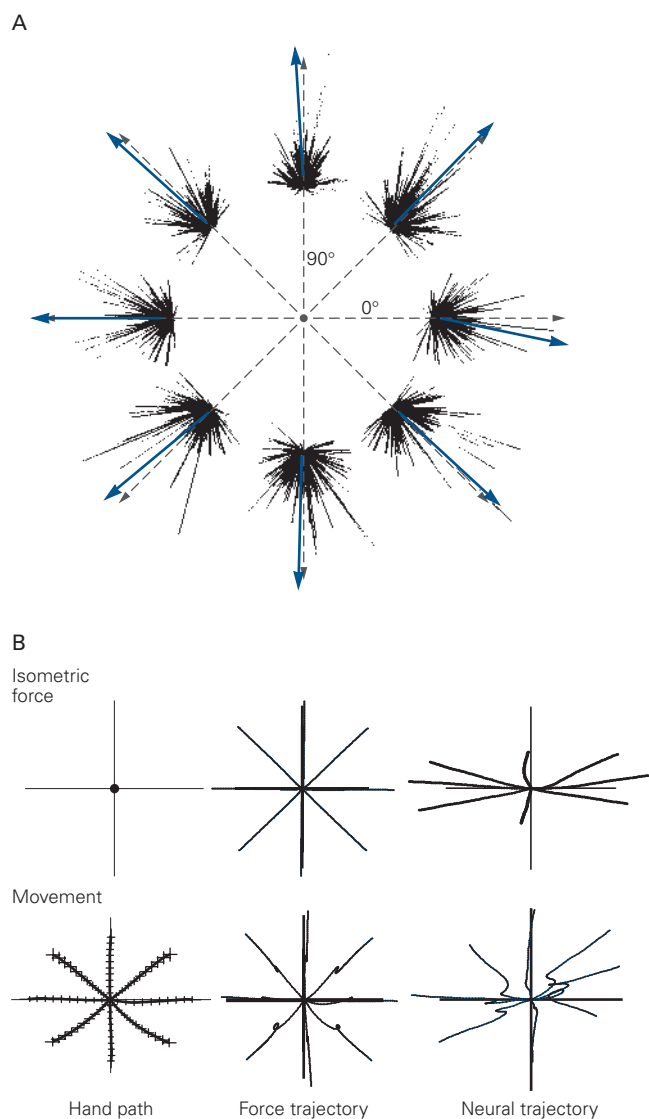 A
90°
0°
B
Isometric
force
Movement
Hand path
Force trajectory
Neural trajectory